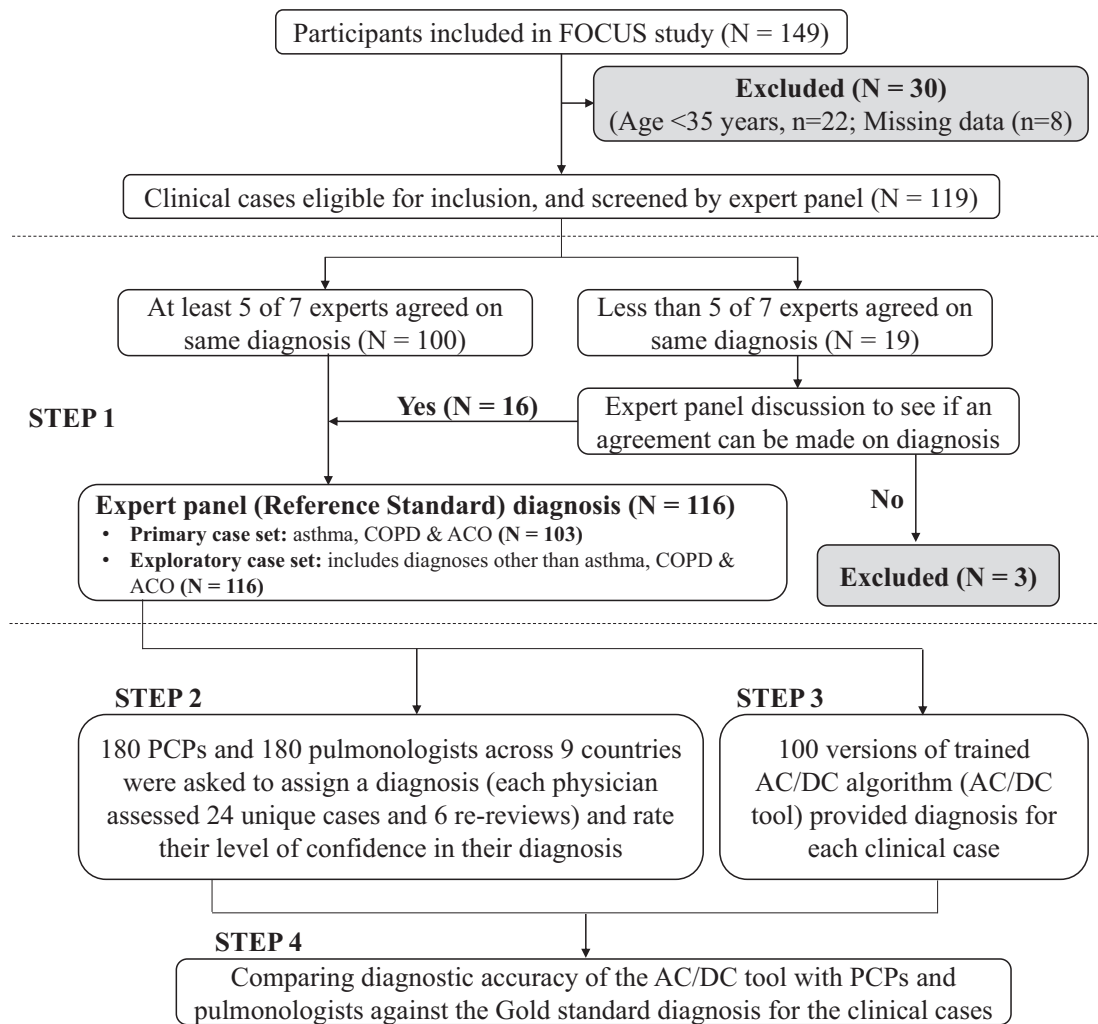 Participants included in FOCUS study (N = 149)
Excluded (N = 30)
(Age <35 years, n=22; Missing data (n=8)
Clinical cases eligible for inclusion, and screened by expert panel (N = 119)
At least 5 of 7 experts agreed on
same diagnosis (N = 100)
Less than 5 of 7 experts agreed on
same diagnosis (N = 19)
STEP 1
Yes (N = 16)
Expert panel discussion to see if an
agreement can be made on diagnosis
No
Excluded (N = 3)
Expert panel (Reference Standard) diagnosis (N = 116)
• Primary case set: asthma, COPD & ACO (N = 103)
• Exploratory case set: includes diagnoses other than asthma, COPD &
ACO (N = 116)
STEP 2
180 PCPs and 180 pulmonologists across 9 countries
were asked to assign a diagnosis (each physician
assessed 24 unique cases and 6 re-reviews) and rate
their level of confidence in their diagnosis
STEP 3
100 versions of trained
AC/DC algorithm (AC/DC
tool) provided diagnosis for
each clinical case
STEP 4
Comparing diagnostic accuracy of the AC/DC tool with PCPs and
pulmonologists against the Gold standard diagnosis for the clinical cases